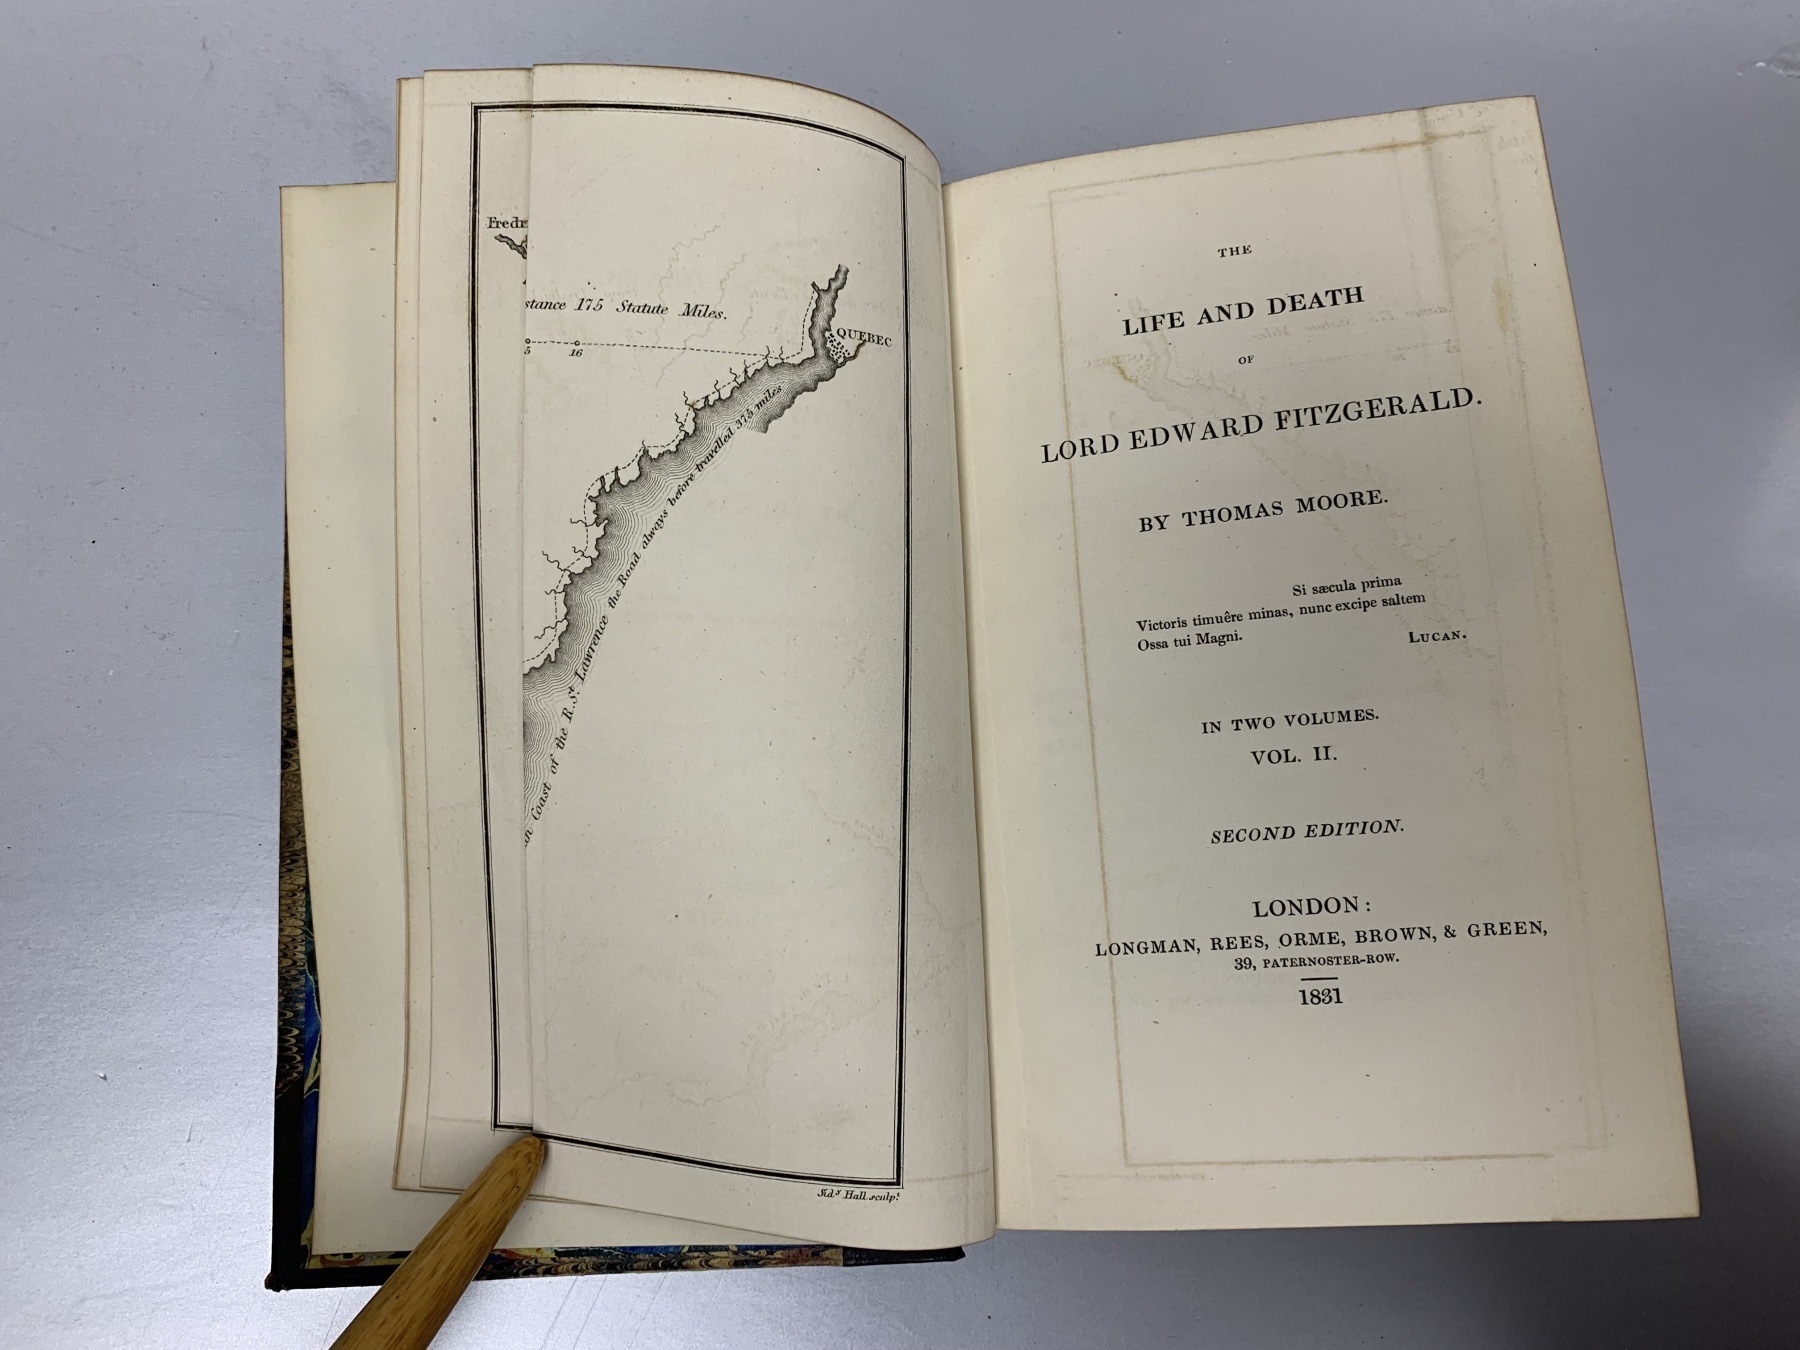 Fredr
stance 175 Statute Miles.
5 16
QUEBEC
Coast of the R. St. Lawrence the Road always before travelled 375 miles
Sidy Hall sculpt.
THE
LIFE AND DEATH
OF
LORD EDWARD FITZGERALD.
BY THOMAS MOORE.
Si sæcula prima
Victoris timuêre minas, nunc excipe saltem
Ossa tui Magni.
LUCAN.
IN TWO VOLUMES.
VOL. II.
SECOND EDITION.
LONDON:
LONGMAN, REES, ORME, BROWN, & GREEN,
39, PATERNOSTER-ROW.
1831